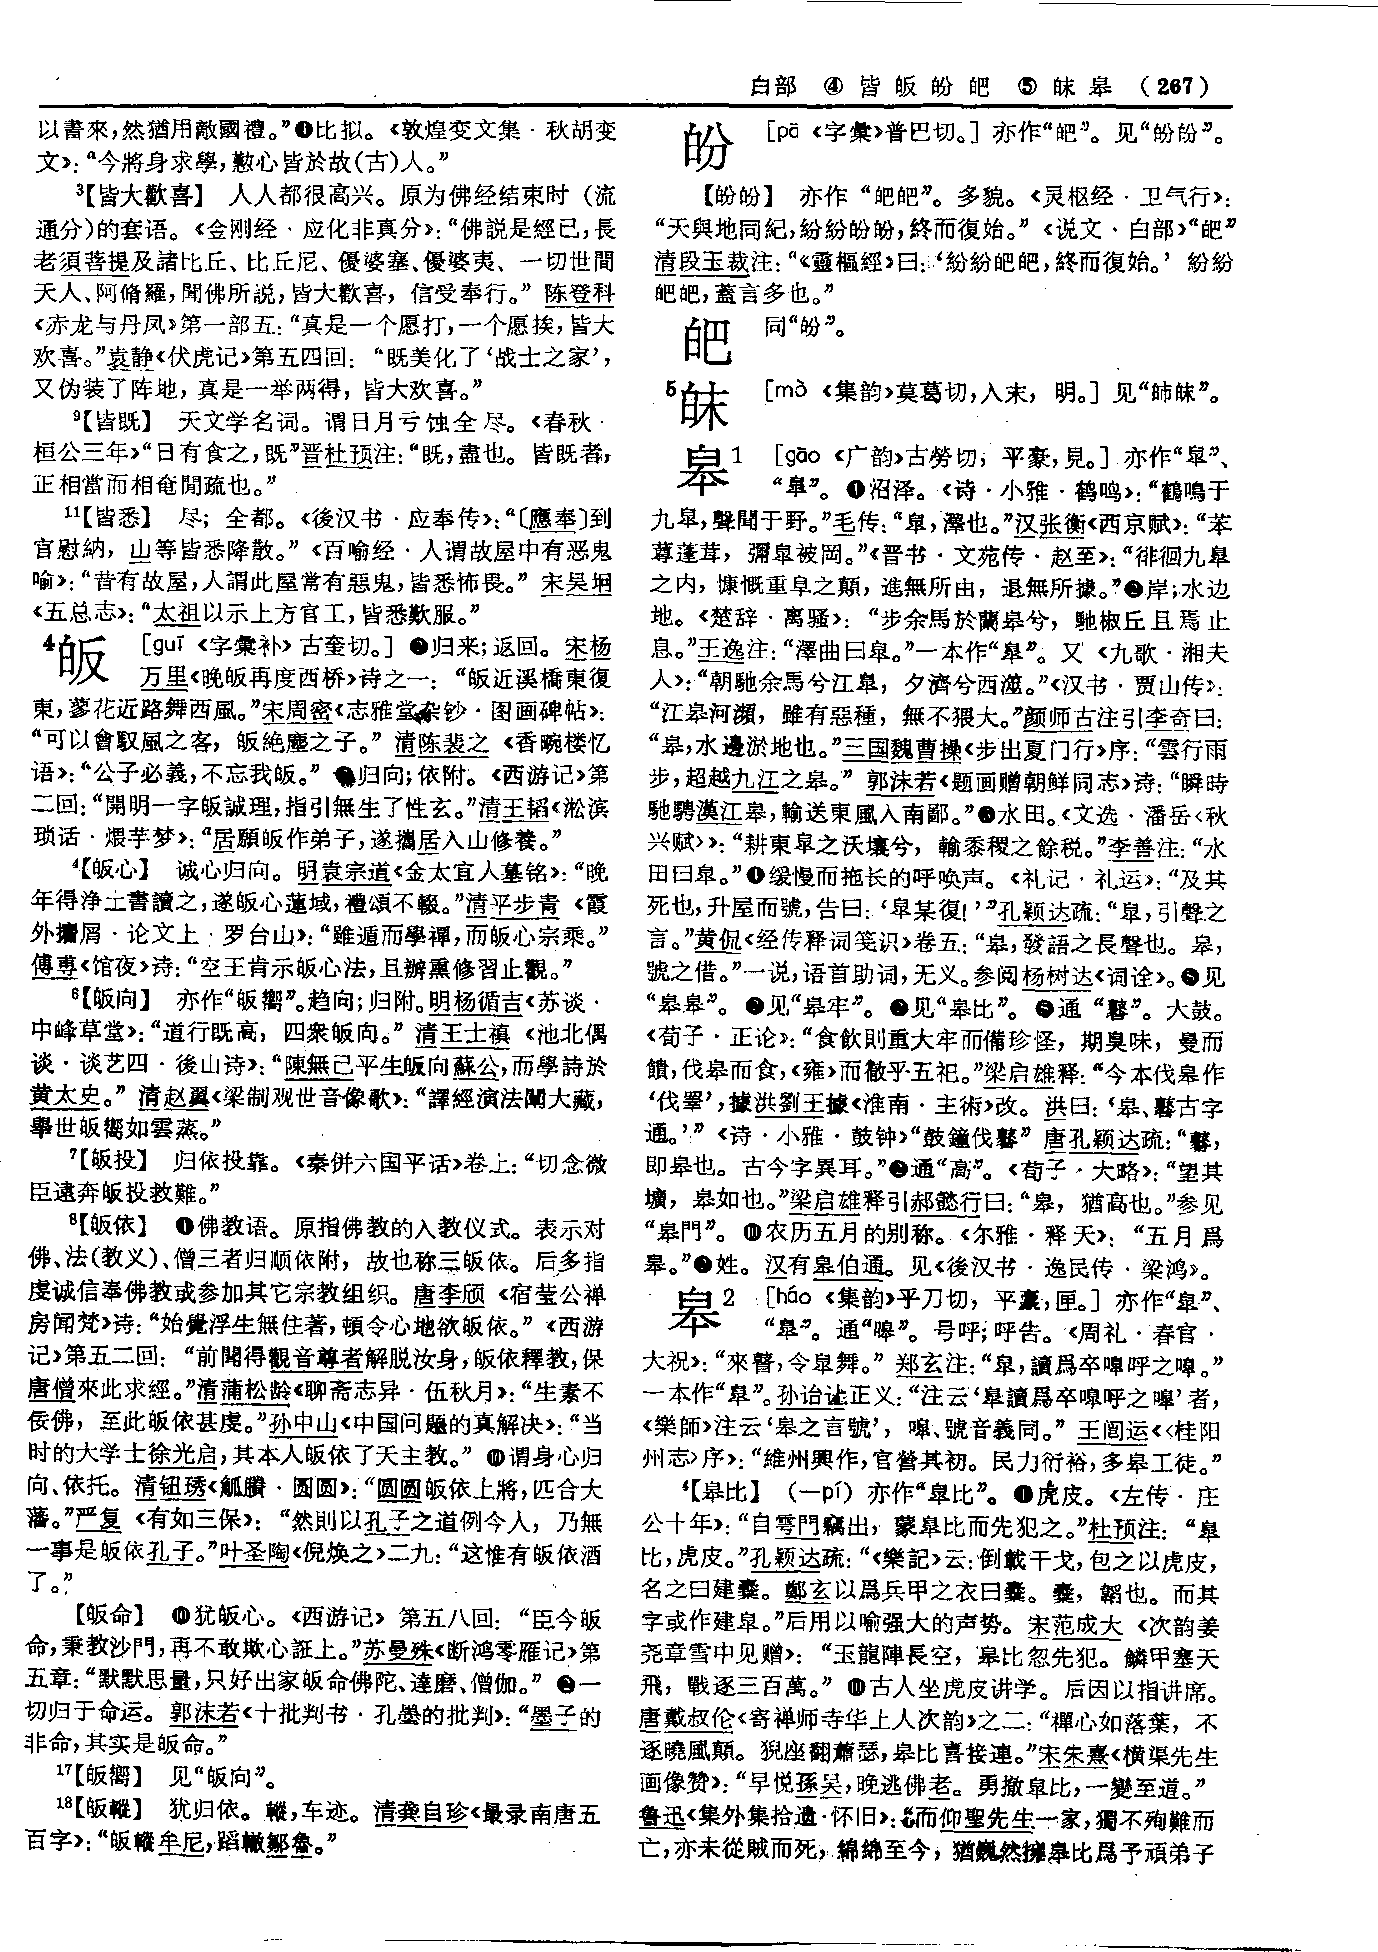 白部 ④ 皆皈皅皅 ⑤ 皌皋 （267）
以書來，然猶用敵國禮。”❹比拟。《敦煌变文集·秋胡变
文》：“今將身求學，懃心皆於故（古）人。”
3【皆大歡喜】 人人都很高兴。原为佛经结束时（流
通分）的套语。《金刚经·应化非真分》：“佛説是經已，長
老須菩提及諸比丘、比丘尼、優婆塞、優婆夷、一切世間
天人、阿脩羅，聞佛所説，皆大歡喜，信受奉行。”陈登科
《赤龙与丹凤》第一部五：“真是一个愿打，一个愿挨，皆大
欢喜。”袁静《伏虎记》第五四回：“既美化了‘战士之家’，
又伪装了阵地，真是一举两得，皆大欢喜。”
9【皆既】 天文学名词。谓日月亏蚀全尽。《春秋·
桓公三年》“日有食之，既”晋杜预注：“既，盡也。皆既者，
正相當而相奄閒疏也。”
11【皆悉】 尽；全都。《後汉书·应奉传》：“〔應奉〕到
官慰納，山等皆悉降散。”《百喻经·人谓故屋中有恶鬼
喻》：“昔有故屋，人謂此屋常有惡鬼，皆悉怖畏。”宋吴坰
《五总志》：“太祖以示上方官工，皆悉歎服。”
4皈 [guī 《字彙补》古奎切。] ❶归来；返回。宋杨
万里《晚皈再度西桥》诗之一：“皈近溪橋東復
東，蓼花近路舞西風。”宋周密《志雅堂杂钞·图画碑帖》：
“可以會馭風之客，皈絶塵之子。”清陈裴之《香畹楼忆
语》：“公子必義，不忘我皈。”❷归向；依附。《西游记》第
二回：“開明一字皈誠理，指引無生了性玄。”清王韬《淞滨
琐话·煨芋梦》：“居願皈作弟子，遂攜居入山修養。”
4【皈心】 诚心归向。明袁宗道《金太宜人墓铭》：“晚
年得浄土書讀之，遂皈心蓮域，禮頌不輟。”清平步青《霞
外攟屑·论文上·罗台山》：“雖遁而學禪，而皈心宗乘。”
傅尃《馆夜》诗：“空王肯示皈心法，且辦熏修習止觀。”
6【皈向】 亦作“皈嚮”。趋向；归附。明杨循吉《苏谈·
中峰草堂》：“道行既高，四衆皈向。”清王士禛《池北偶
谈·谈艺四·後山诗》：“陳無己平生皈向蘇公，而學詩於
黄太史。”清赵翼《梁制观世音像歌》：“譯經演法闡大藏，
舉世皈嚮如雲蒸。”
7【皈投】 归依投靠。《秦併六国平话》卷上：“切念微
臣遠奔皈投救難。”
8【皈依】 ❶佛教语。原指佛教的入教仪式。表示对
佛、法（教义）、僧三者归顺依附，故也称三皈依。后多指
虔诚信奉佛教或参加其它宗教组织。唐李颀《宿莹公禅
房闻梵》诗：“始覺浮生無住著，頓令心地欲皈依。”《西游
记》第五二回：“前聞得觀音尊者解脱汝身，皈依釋教，保
唐僧來此求經。”清蒲松龄《聊斋志异·伍秋月》：“生素不
佞佛，至此皈依甚虔。”孙中山《中国问题的真解决》：“当
时的大学士徐光启，其本人皈依了天主教。”❷谓身心归
向、依托。清钮琇《觚賸·圆圆》：“圆圆皈依上將，匹合大
藩。”严复《有如三保》：“然則以孔子之道例今人，乃無
一事是皈依孔子。”叶圣陶《倪焕之》二九：“这惟有皈依酒
了。”
【皈命】 ❶犹皈心。《西游记》第五八回：“臣今皈
命，秉教沙門，再不敢欺心誑上。”苏曼殊《断鸿零雁记》第
五章：“默默思量，只好出家皈命佛陀、達磨、僧伽。”❷一
切归于命运。郭沫若《十批判书·孔墨的批判》：“墨子的
非命，其实是皈命。”
17【皈嚮】 见“皈向”。
18【皈轍】 犹归依。轍，车迹。清龚自珍《最录南唐五
百字》：“皈轍牟尼，蹈轍鄒魯。”
皅 [pā 《字彙》普巴切。] 亦作“皅”。见“皅皅”。
【皅皅】 亦作“皅皅”。多貌。《灵枢经·卫气行》：
“天與地同紀，紛紛皅皅，終而復始。”《说文·白部》“皅”
清段玉裁注：“《靈樞經》曰：‘紛紛皅皅，終而復始。’紛紛
皅皅，蓋言多也。”
皅 同“皅”。
5皌 [mò 《集韵》莫葛切，入末，明。] 见“䏢皌”。
皋1 [gāo 《广韵》古勞切，平豪，見。] 亦作“臯”、
“皐”。❶沼泽。《诗·小雅·鹤鸣》：“鶴鳴于
九皋，聲聞于野。”毛传：“皋，澤也。”汉张衡《西京赋》：“苯
䔿蓬茸，彌皋被岡。”《晋书·文苑传·赵至》：“徘徊九皋
之内，慷慨重阜之顛，進無所由，退無所據。”❷岸；水边
地。《楚辞·离骚》：“步余馬於蘭皋兮，馳椒丘且焉止
息。”王逸注：“澤曲曰皋。”一本作“臯”。又《九歌·湘夫
人》：“朝馳余馬兮江皋，夕濟兮西澨。”《汉书·贾山传》：
“江皋河瀕，雖有惡種，無不猥大。”颜师古注引李奇曰：
“皋，水邊淤地也。”三国魏曹操《步出夏门行》序：“雲行雨
步，超越九江之皋。”郭沫若《题画赠朝鲜同志》诗：“瞬時
馳騁漢江皋，輸送東風入南鄙。”❸水田。《文选·潘岳〈秋
兴赋〉》：“耕東皋之沃壤兮，輸黍稷之餘税。”李善注：“水
田曰皋。”❹缓慢而拖长的呼唤声。《礼记·礼运》：“及其
死也，升屋而號，告曰：‘皋某復！’”孔颖达疏：“皋，引聲之
言。”黄侃《经传释词笺识》卷五：“皋，發語之長聲也。皋，
號之借。”一说，语首助词，无义。参阅杨树达《词诠》。❺见
“皋皋”。❻见“皋牢”。❼见“皋比”。❽通“鼛”。大鼓。
《荀子·正论》：“食飲則重大牢而備珍怪，期臭味，曼而
饋，伐皋而食，《雍》而徹乎五祀。”梁启雄释：“今本伐皋作
‘伐睪’，據洪劉王據《淮南·主術》改。洪曰：‘皋、鼛古字
通。’”《诗·小雅·鼓钟》“鼓鐘伐鼛”唐孔颖达疏：“鼛，
即皋也。古今字異耳。”❾通“高”。《荀子·大略》：“望其
壙，皋如也。”梁启雄释引郝懿行曰：“皋，猶高也。”参见
“皋門”。❿农历五月的别称。《尔雅·释天》：“五月爲
皋。”⓫姓。汉有皋伯通。见《後汉书·逸民传·梁鸿》。
皋2 [háo 《集韵》乎刀切，平豪，匣。] 亦作“臯”、
“皐”。通“嗥”。号呼；呼告。《周礼·春官·
大祝》：“來瞽，令皋舞。”郑玄注：“皋，讀爲卒嗥呼之嗥。”
一本作“臯”。孙诒让正义：“注云‘皋讀爲卒嗥呼之嗥’者，
《樂師》注云‘皋之言號’，嗥、號音義同。”王闿运《〈桂阳
州志〉序》：“維州興作，官營其初。民力衍裕，多皋工徒。”
4【皋比】（—pí）亦作“臯比”。❶虎皮。《左传·庄
公十年》：“自雩門竊出，蒙皋比而先犯之。”杜预注：“皋
比，虎皮。”孔颖达疏：“《樂記》云：倒載干戈，包之以虎皮，
名之曰建櫜。鄭玄以爲兵甲之衣曰櫜。櫜，韜也。而其
字或作建皋。”后用以喻强大的声势。宋范成大《次韵姜
尧章雪中见赠》：“玉龍陣長空，皋比忽先犯。鱗甲塞天
飛，戰逐三百萬。”❷古人坐虎皮讲学。后因以指讲席。
唐戴叔伦《寄禅师寺华上人次韵》之二：“禪心如落葉，不
逐曉風顛。猊座翻蕭瑟，皋比喜接連。”宋朱熹《横渠先生
画像赞》：“早悦孫吴，晚逃佛老。勇撤皋比，一變至道。”
鲁迅《集外集拾遗·怀旧》：“而仰聖先生一家，獨不殉難而
亡，亦未從賊而死，綿綿至今，猶巍然擁皋比爲予頑弟子